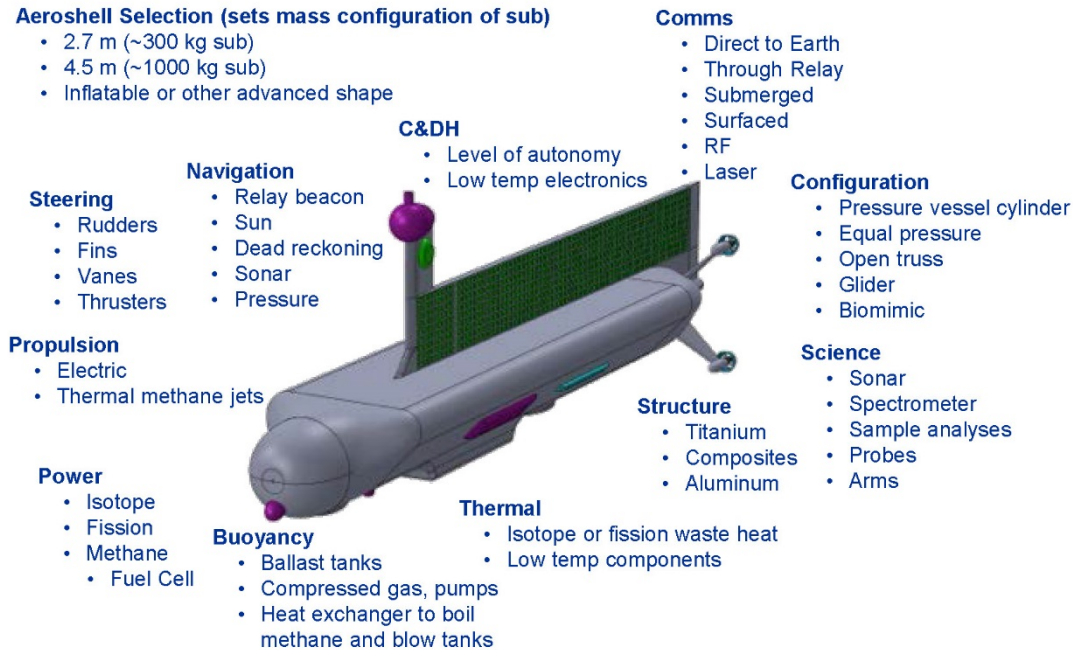 Aeroshell Selection (sets mass configuration of sub)
• 2.7 m (~300 kg sub)
• 4.5 m (~1000 kg sub)
• Inflatable or other advanced shape
Comms
• Direct to Earth
• Through Relay
• Submerged
• Surfaced
• RF
• Laser
C&DH
• Level of autonomy
• Low temp electronics
Navigation
• Relay beacon
• Sun
• Dead reckoning
• Sonar
• Pressure
Steering
• Rudders
• Fins
• Vanes
• Thrusters
Configuration
• Pressure vessel cylinder
• Equal pressure
• Open truss
• Glider
• Biomimic
Propulsion
• Electric
• Thermal methane jets
Science
• Sonar
• Spectrometer
• Sample analyses
• Probes
• Arms
Structure
• Titanium
• Composites
• Aluminum
Power
• Isotope
• Fission
• Methane
• Fuel Cell
Buoyancy
• Ballast tanks
• Compressed gas, pumps
• Heat exchanger to boil
methane and blow tanks
Thermal
• Isotope or fission waste heat
• Low temp components